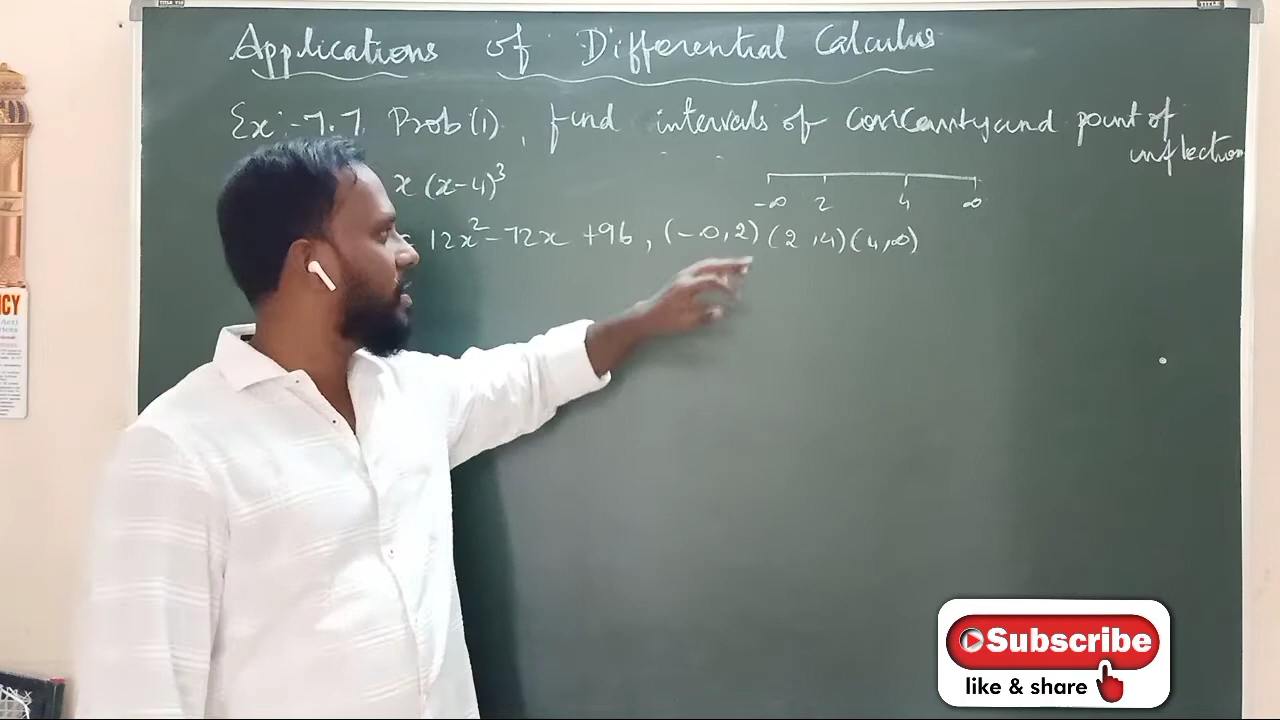 Applications of Differential Calculus
Ex:-7.7 Prob(1), find intervals of concavity and point of
inflection
x(x-4)³
-∞ 2 4 ∞
= 12x²-72x +96, (-∞,2) (2,4)(4,∞)
ICY
Subscribe
like & share